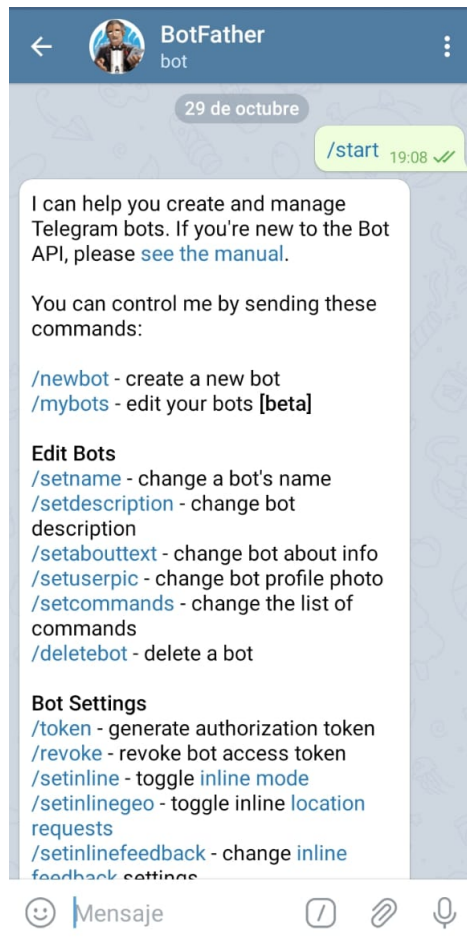 BotFather
bot
29 de octubre
/start 19:08
I can help you create and manage
Telegram bots. If you're new to the Bot
API, please see the manual.
You can control me by sending these
commands:
/newbot - create a new bot
/mybots - edit your bots [beta]
Edit Bots
/setname - change a bot's name
/setdescription - change bot
description
/setabouttext - change bot about info
/setuserpic - change bot profile photo
/setcommands - change the list of
commands
/deletebot - delete a bot
Bot Settings
/token - generate authorization token
/revoke - revoke bot access token
/setinline - toggle inline mode
/setinlinegeo - toggle inline location
requests
/setinlinefeedback - change inline
feedback settings
Mensaje